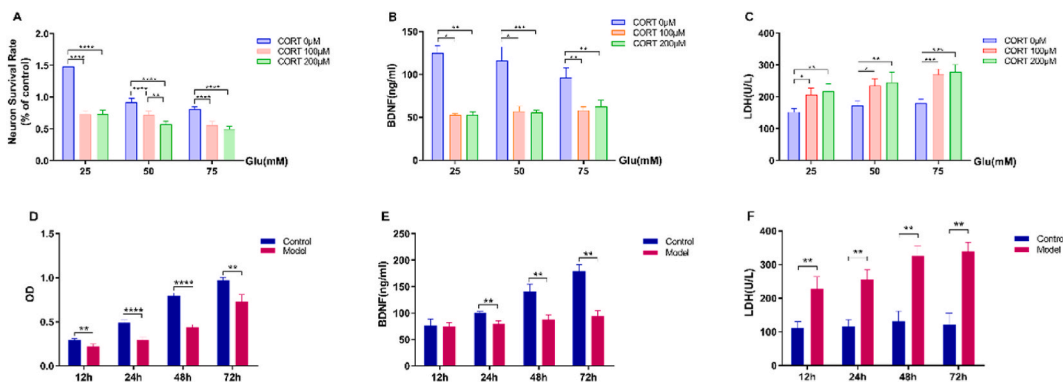 A
Neuron Survival Rate
(% of control)
2.0
1.5
1.0
0.5
0.0
****
****
****
****
**
****
****
CORT 0μM
CORT 100μM
CORT 200μM
25
50
75
Glu(mM)
B
BDNF(ng/ml)
150
100
50
0
**
*
***
*
**
**
CORT 0μM
CORT 100μM
CORT 200μM
25
50
75
Glu(mM)
C
LDH(U/L)
400
300
200
100
0
**
*
**
*
***
***
CORT 0μM
CORT 100μM
CORT 200μM
25
50
75
Glu(mM)
D
OD
1.5
1.0
0.5
0.0
**
****
****
**
Control
Model
12h
24h
48h
72h
E
BDNF(ng/ml)
250
200
150
100
50
0
**
**
**
Control
Model
12h
24h
48h
72h
F
LDH(U/L)
400
300
200
100
0
**
**
**
**
Control
Model
12h
24h
48h
72h